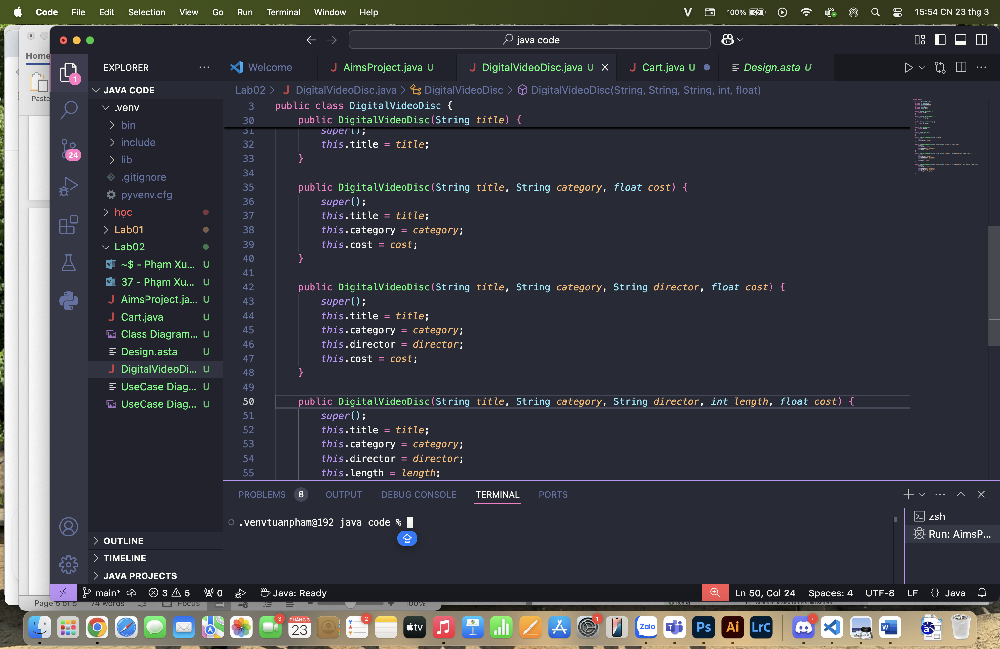 Code File Edit Selection View Go Run Terminal Window Help
100% 15:54 CN 23 thg 3
Home
Paste
java code
EXPLORER
Welcome
AimsProject.java U
DigitalVideoDisc.java U
Cart.java U
Design.asta U
Lab02 > DigitalVideoDisc.java > DigitalVideoDisc > DigitalVideoDisc(String, String, String, int, float)
1
24
JAVA CODE
.venv
bin
include
lib
.gitignore
pyvenv.cfg
học
Lab01
Lab02
~$ - Phạm Xu... U
37 - Phạm Xu... U
AimsProject.ja... U
Cart.java U
Class Diagram... U
Design.asta U
DigitalVideoDi... U
UseCase Diag... U
UseCase Diag... U
OUTLINE
TIMELINE
JAVA PROJECTS
3 public class DigitalVideoDisc {
30 public DigitalVideoDisc(String title) {
31 super();
32 this.title = title;
33 }
34
35 public DigitalVideoDisc(String title, String category, float cost) {
36 super();
37 this.title = title;
38 this.category = category;
39 this.cost = cost;
40 }
41
42 public DigitalVideoDisc(String title, String category, String director, float cost) {
43 super();
44 this.title = title;
45 this.category = category;
46 this.director = director;
47 this.cost = cost;
48 }
49
50 public DigitalVideoDisc(String title, String category, String director, int length, float cost) {
51 super();
52 this.title = title;
53 this.category = category;
54 this.director = director;
55 this.length = length;
PROBLEMS 8 OUTPUT DEBUG CONSOLE TERMINAL PORTS
.venvtuanpham@192 java code %
zsh
Run: AimsP...
main* 3 5 0 Java: Ready
Ln 50, Col 24 Spaces: 4 UTF-8 LF {} Java
Page 5 of 5 74 words Focus 100%
Run As Generate JavaFX Getters and Setters
3
THÁNG 3
23
2
tv
1
Zalo
Ps
Ai
LrC
W